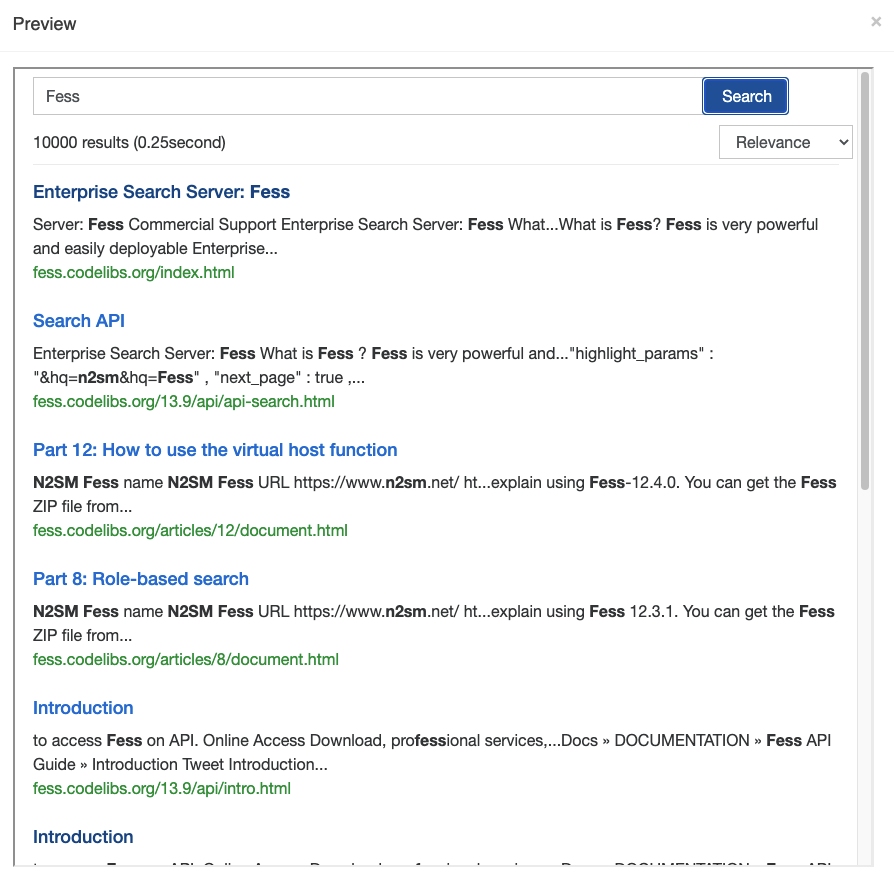 Preview
×
Fess
Search
10000 results (0.25second)
Relevance
Enterprise Search Server: Fess
Server: Fess Commercial Support Enterprise Search Server: Fess What...What is Fess? Fess is very powerful
and easily deployable Enterprise...
fess.codelibs.org/index.html
Search API
Enterprise Search Server: Fess What is Fess ? Fess is very powerful and..."highlight_params" :
"&hq=n2sm&hq=Fess" , "next_page" : true ,...
fess.codelibs.org/13.9/api/api-search.html
Part 12: How to use the virtual host function
N2SM Fess name N2SM Fess URL https://www.n2sm.net/ ht...explain using Fess-12.4.0. You can get the Fess
ZIP file from...
fess.codelibs.org/articles/12/document.html
Part 8: Role-based search
N2SM Fess name N2SM Fess URL https://www.n2sm.net/ ht...explain using Fess 12.3.1. You can get the Fess
ZIP file from...
fess.codelibs.org/articles/8/document.html
Introduction
to access Fess on API. Online Access Download, professional services,...Docs » DOCUMENTATION » Fess API
Guide » Introduction Tweet Introduction...
fess.codelibs.org/13.9/api/intro.html
Introduction